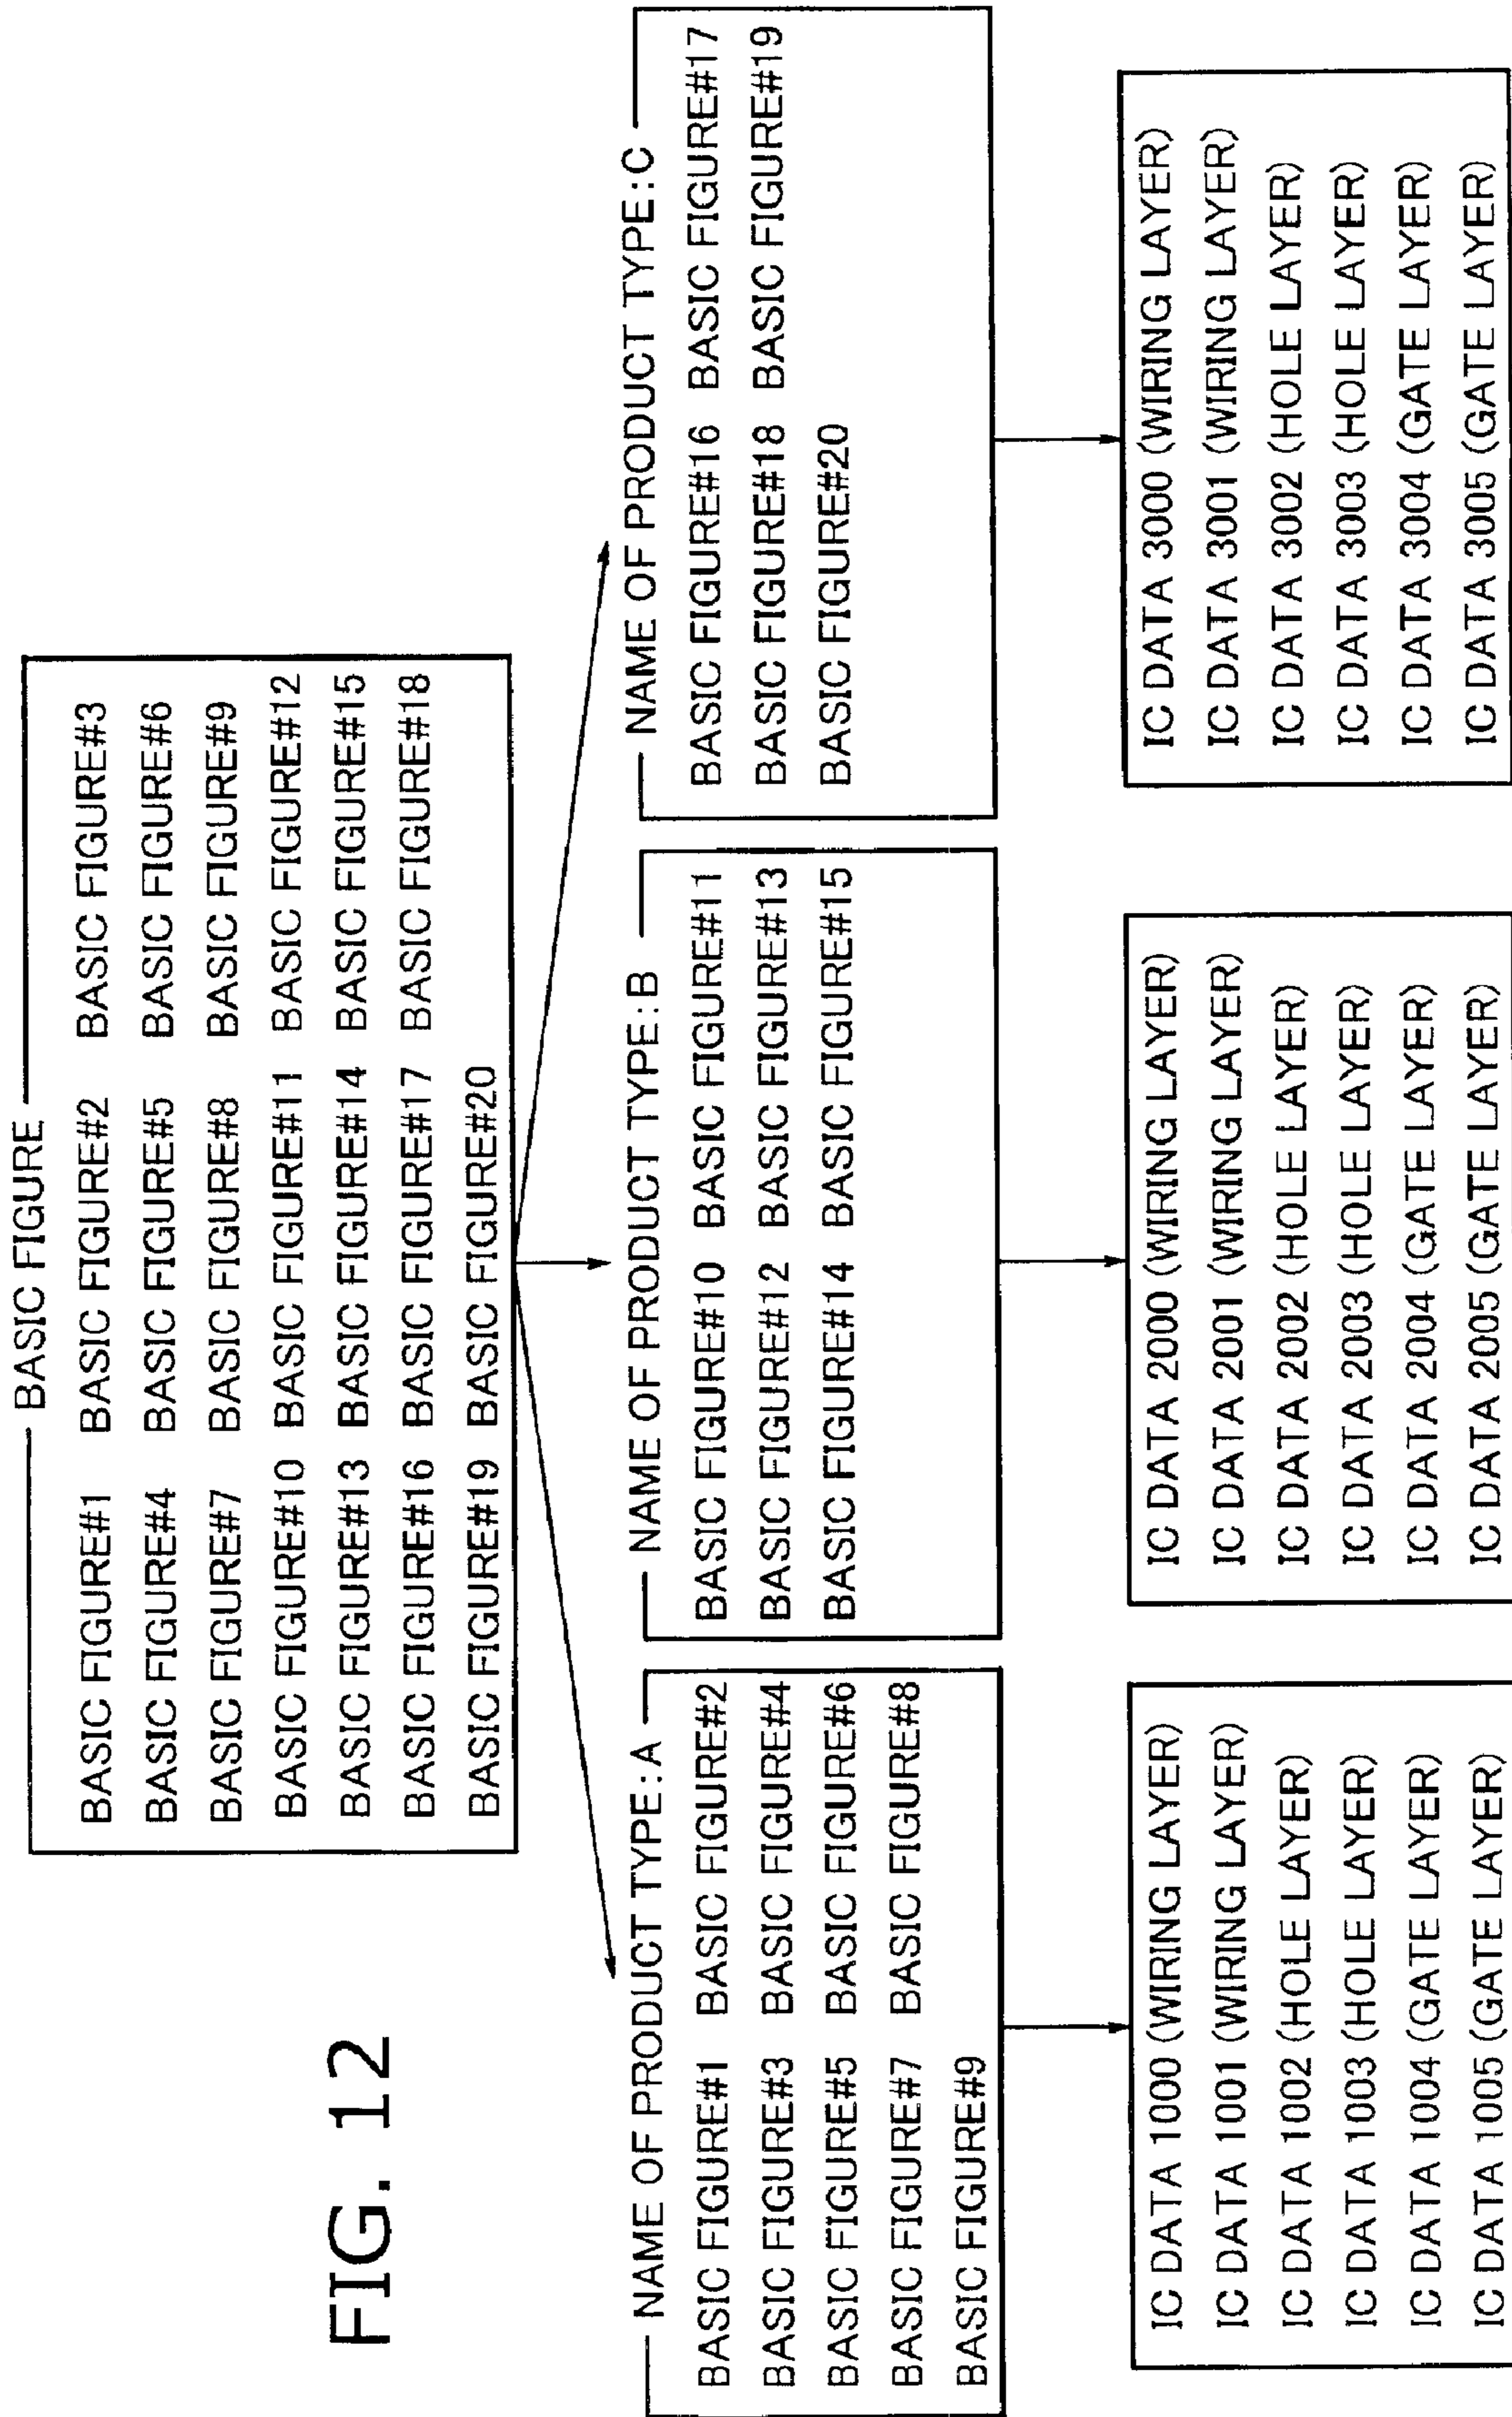 FIG. 12
BASIC FIGURE
BASIC FIGURE#1 BASIC FIGURE#2 BASIC FIGURE#3
BASIC FIGURE#4 BASIC FIGURE#5 BASIC FIGURE#6
BASIC FIGURE#7 BASIC FIGURE#8 BASIC FIGURE#9
BASIC FIGURE#10 BASIC FIGURE#11 BASIC FIGURE#12
BASIC FIGURE#13 BASIC FIGURE#14 BASIC FIGURE#15
BASIC FIGURE#16 BASIC FIGURE#17 BASIC FIGURE#18
BASIC FIGURE#19 BASIC FIGURE#20
NAME OF PRODUCT TYPE:A
BASIC FIGURE#1 BASIC FIGURE#2
BASIC FIGURE#3 BASIC FIGURE#4
BASIC FIGURE#5 BASIC FIGURE#6
BASIC FIGURE#7 BASIC FIGURE#8
BASIC FIGURE#9
NAME OF PRODUCT TYPE:B
BASIC FIGURE#10 BASIC FIGURE#11
BASIC FIGURE#12 BASIC FIGURE#13
BASIC FIGURE#14 BASIC FIGURE#15
NAME OF PRODUCT TYPE:C
BASIC FIGURE#16 BASIC FIGURE#17
BASIC FIGURE#18 BASIC FIGURE#19
BASIC FIGURE#20
IC DATA 1000 (WIRING LAYER)
IC DATA 1001 (WIRING LAYER)
IC DATA 1002 (HOLE LAYER)
IC DATA 1003 (HOLE LAYER)
IC DATA 1004 (GATE LAYER)
IC DATA 1005 (GATE LAYER)
IC DATA 2000 (WIRING LAYER)
IC DATA 2001 (WIRING LAYER)
IC DATA 2002 (HOLE LAYER)
IC DATA 2003 (HOLE LAYER)
IC DATA 2004 (GATE LAYER)
IC DATA 2005 (GATE LAYER)
IC DATA 3000 (WIRING LAYER)
IC DATA 3001 (WIRING LAYER)
IC DATA 3002 (HOLE LAYER)
IC DATA 3003 (HOLE LAYER)
IC DATA 3004 (GATE LAYER)
IC DATA 3005 (GATE LAYER)